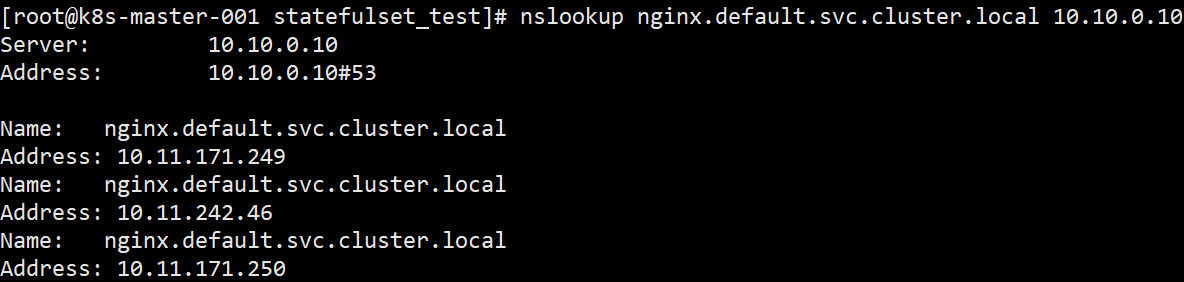 [root@k8s-master-001 statefulset_test]# nslookup nginx.default.svc.cluster.local 10.10.0.10
Server:         10.10.0.10
Address:        10.10.0.10#53

Name:   nginx.default.svc.cluster.local
Address: 10.11.171.249
Name:   nginx.default.svc.cluster.local
Address: 10.11.242.46
Name:   nginx.default.svc.cluster.local
Address: 10.11.171.250